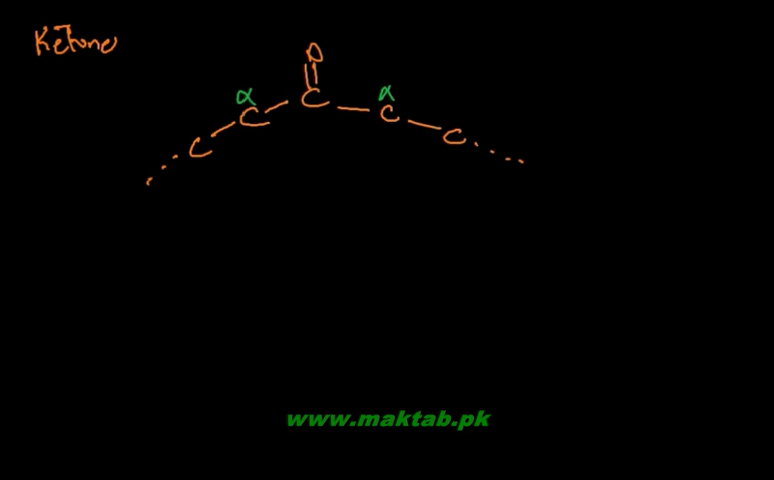 Ketone
O
α C α
C C C C
www.maktab.pk